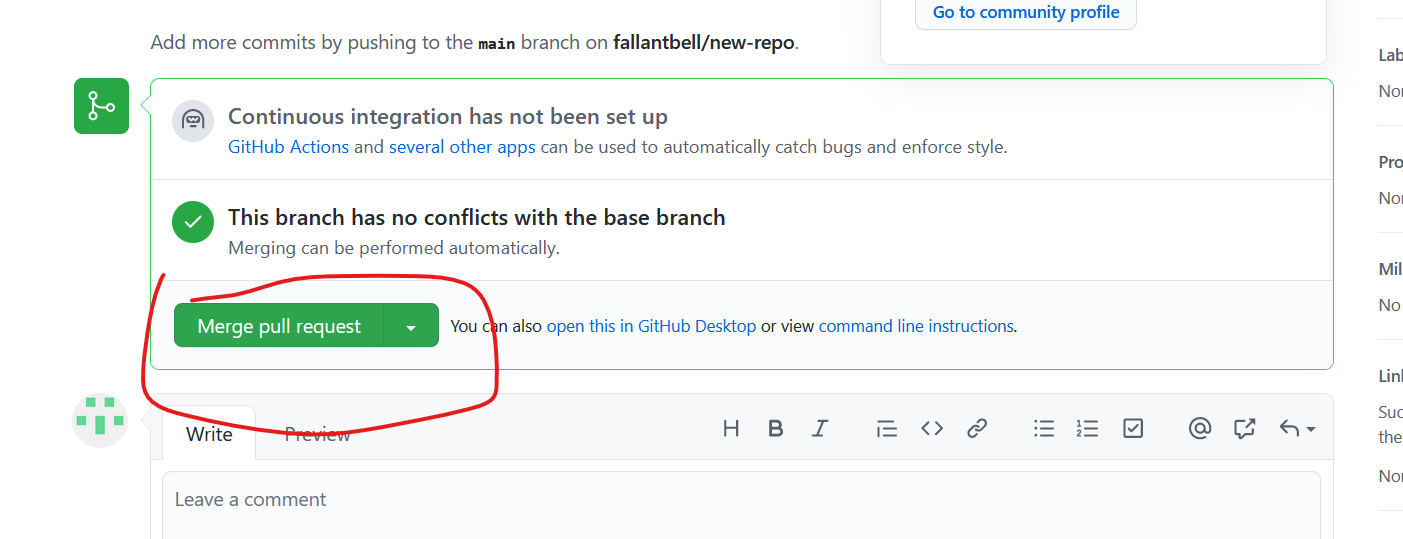 Go to community profile
Add more commits by pushing to the main branch on fallantbell/new-repo.
Continuous integration has not been set up
GitHub Actions and several other apps can be used to automatically catch bugs and enforce style.
This branch has no conflicts with the base branch
Merging can be performed automatically.
Merge pull request
You can also open this in GitHub Desktop or view command line instructions.
Write
Preview
H B I
Leave a comment
Lab
Pro
Mil
No
Suc
the